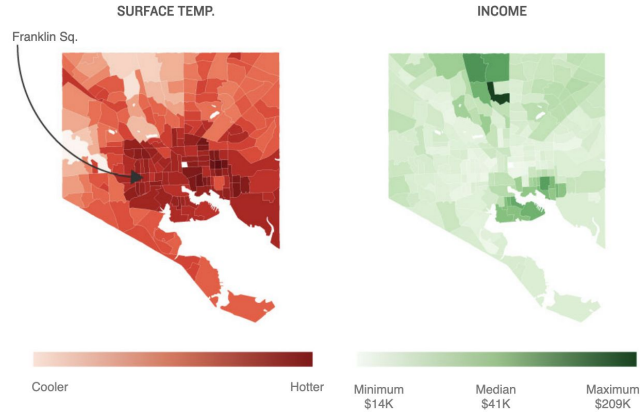 SURFACE TEMP.
INCOME
Franklin Sq.
Cooler
Hotter
Minimum
$14K
Median
$41K
Maximum
$209K